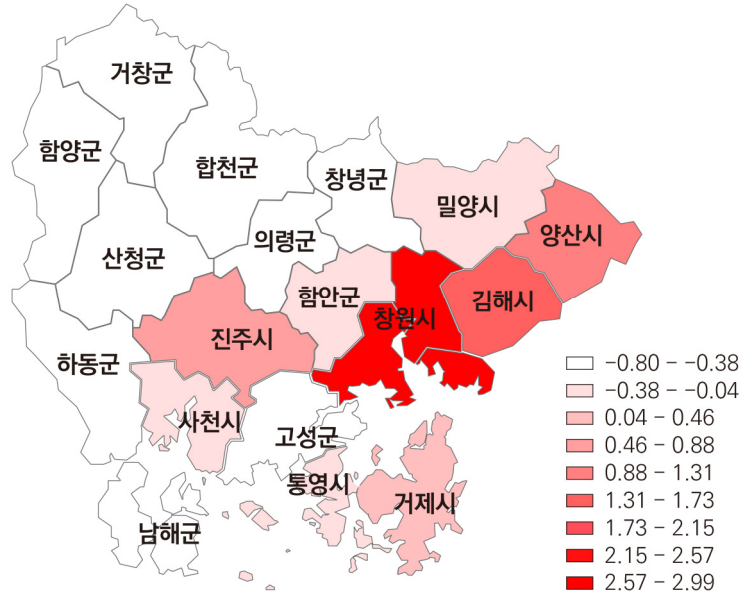 거창군
함양군
합천군
창녕군
밀양시
양산시
의령군
산청군
함안군
김해시
창원시
진주시
하동군
사천시
고성군
통영시
거제시
남해군
−0.80 − −0.38
−0.38 − −0.04
0.04 − 0.46
0.46 − 0.88
0.88 − 1.31
1.31 − 1.73
1.73 − 2.15
2.15 − 2.57
2.57 − 2.99